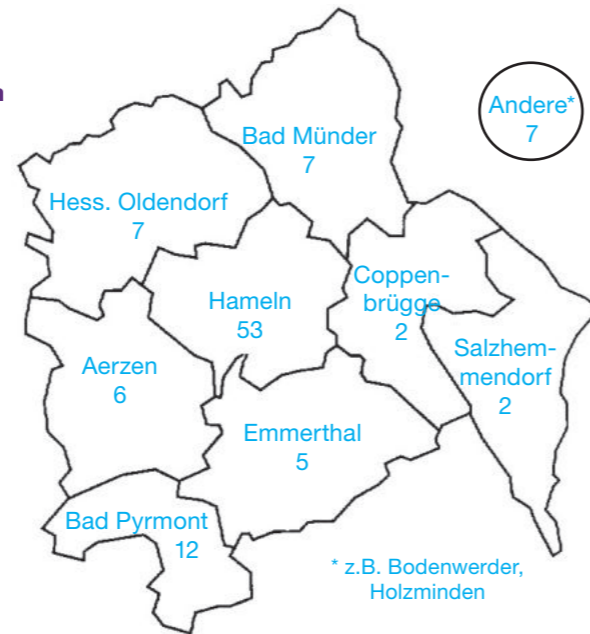 n
Andere*
7
Bad Münder
7
Hess. Oldendorf
7
Hameln
53
Coppen-
brügge
2
Salzhem-
mendorf
2
Aerzen
6
Emmerthal
5
Bad Pyrmont
12
* z.B. Bodenwerder,
Holzminden